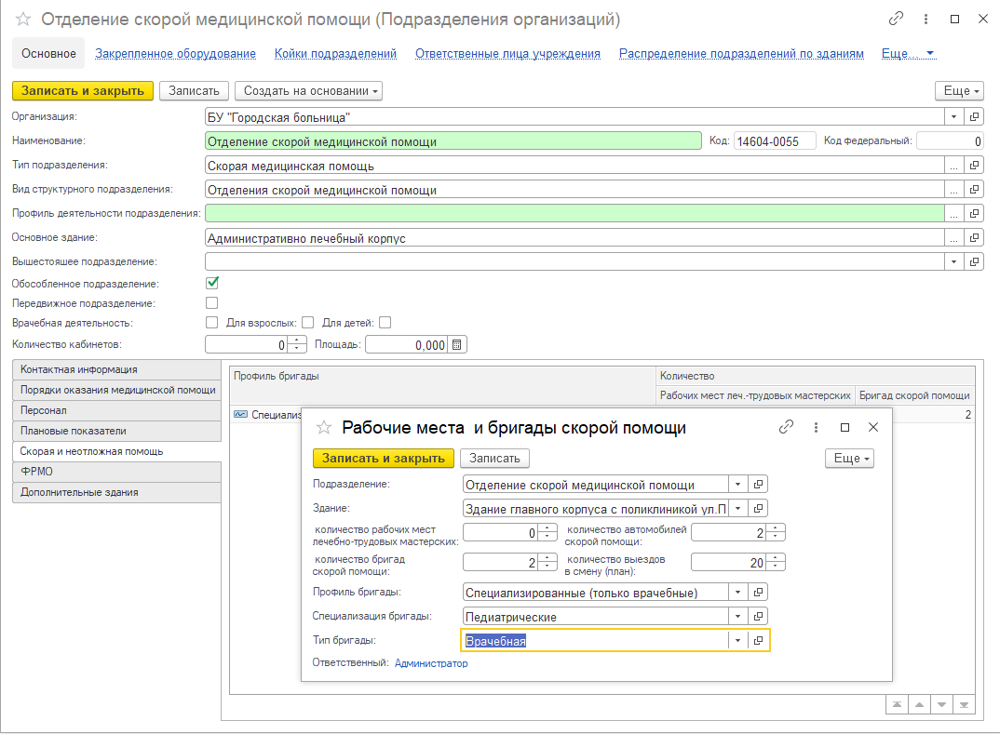 Отделение скорой медицинской помощи (Подразделения организаций)
Основное Закрепленное оборудование Койки подразделений Ответственные лица учреждения Распределение подразделений по зданиям Еще...
Записать и закрыть Записать Создать на основании Еще
Организация: БУ "Городская больница"
Наименование: Отделение скорой медицинской помощи Код: 14604-0055 Код Федеральный: 0
Тип подразделения: Скорая медицинская помощь ...
Вид структурного подразделения: Отделения скорой медицинской помощи ...
Профиль деятельности подразделения: ...
Основное здание: Административно лечебный корпус ...
Вышестоящее подразделение:
Обособленное подразделение:
Передвижное подразделение:
Врачебная деятельность: Для взрослых: Для детей:
Количество кабинетов: 0 Площадь: 0,000
Контактная информация
Порядки оказания медицинской помощи
Персонал
Плановые показатели
Скорая и неотложная помощь
ФРМО
Дополнительные здания
Профиль бригады Количество
Рабочих мест леч.-трудовых мастерских Бригад скорой помощи
Специализ 2
Рабочие места и бригады скорой помощи
Записать и закрыть Записать Еще
Подразделение: Отделение скорой медицинской помощи
Здание: Здание главного корпуса с поликлиникой ул.П
количество рабочих мест
лечебно-трудовых мастерских: 0
количество автомобилей
скорой помощи: 2
количество бригад
скорой помощи: 2
количество выездов
в смену (план): 20
Профиль бригады: Специализированные (только врачебные)
Специализация бригады: Педиатрические
Тип бригады: Врачебная
Ответственный: Администратор